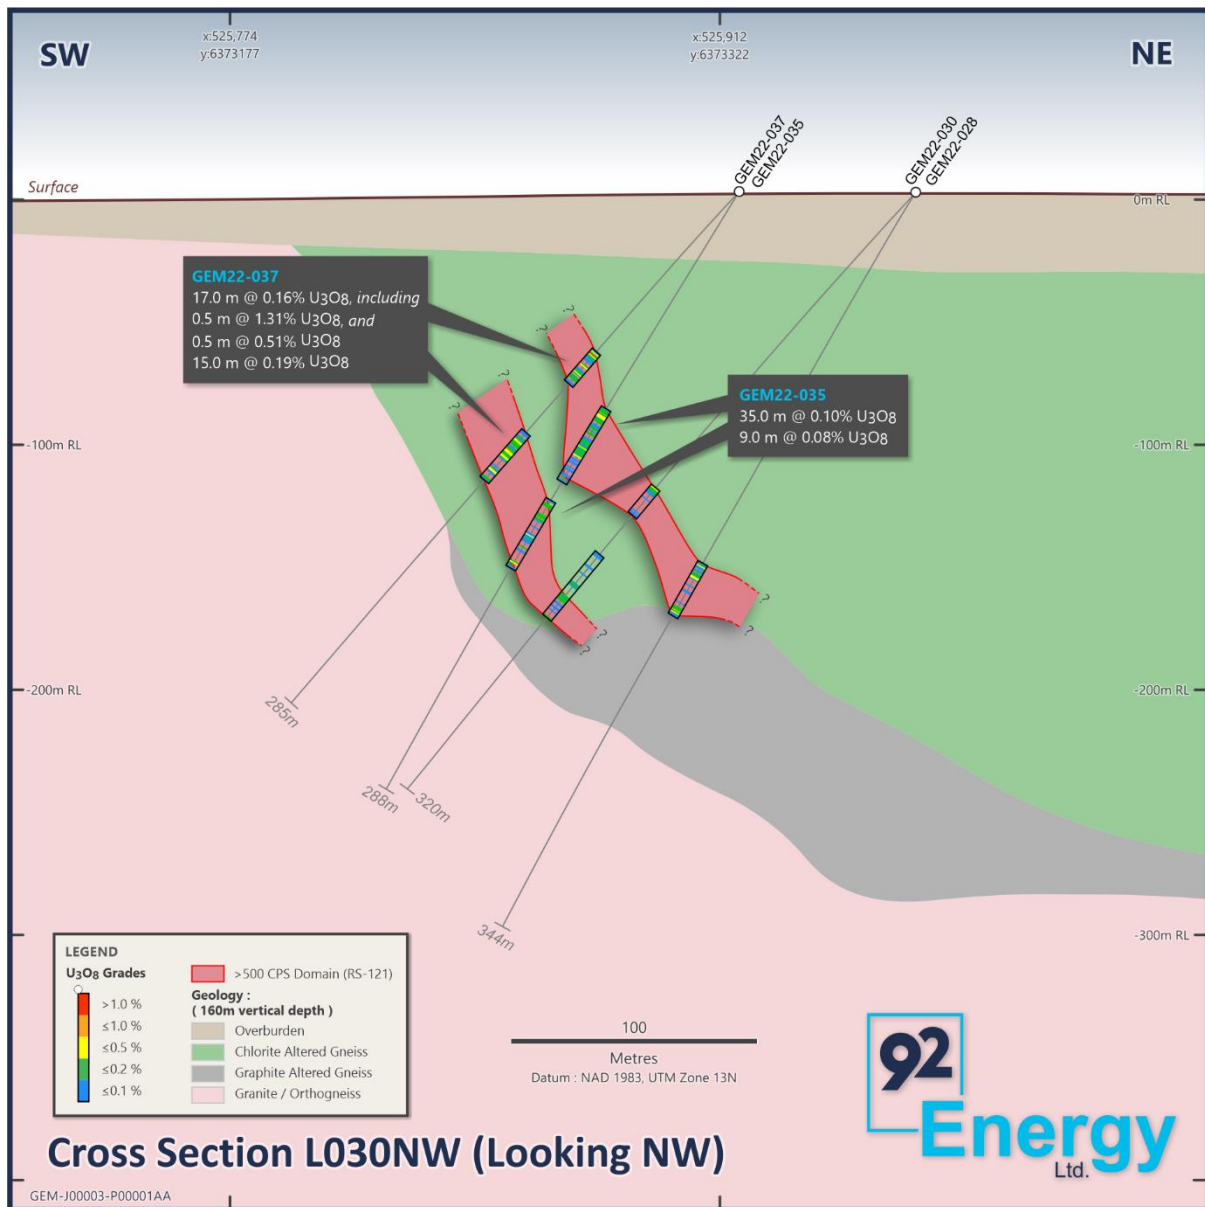 SW
x:525,774
y:6373177
x:525,912
y:6373322
NE
GEM22-037
GEM22-035
GEM22-030
GEM22-028
Surface
0m RL
GEM22-037
17.0 m @ 0.16% U3O8, including
0.5 m @ 1.31% U3O8, and
0.5 m @ 0.51% U3O8
15.0 m @ 0.19% U3O8
?
?
?
?
GEM22-035
35.0 m @ 0.10% U3O8
9.0 m @ 0.08% U3O8
-100m RL
-100m RL
?
?
?
?
-200m RL
-200m RL
285m
288m
320m
344m
-300m RL
LEGEND
U3O8 Grades
>1.0 %
≤1.0 %
≤0.5 %
≤0.2 %
≤0.1 %
>500 CPS Domain (RS-121)
Geology :
( 160m vertical depth )
Overburden
Chlorite Altered Gneiss
Graphite Altered Gneiss
Granite / Orthogneiss
100
Metres
Datum : NAD 1983, UTM Zone 13N
92
Energy
Ltd.
Cross Section L030NW (Looking NW)
GEM-J00003-P00001AA